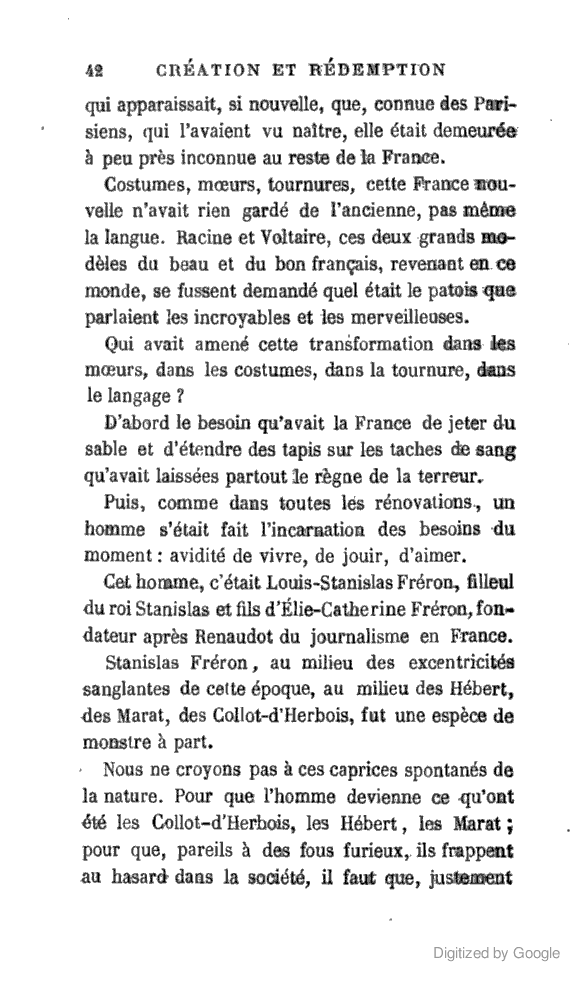 42 CRÉATION ET RÉDEMPTION
qui apparaissait, si nouvelle, que, connue des Pari-
siens, qui l'avaient vu naître, elle était demeurée
à peu près inconnue au reste de la France.
Costumes, mœurs, tournures, cette France nou-
velle n'avait rien gardé de l'ancienne, pas même
la langue. Racine et Voltaire, ces deux grands mo-
dèles du beau et du bon français, revenant en ce
monde, se fussent demandé quel était le patois que
parlaient les incroyables et les merveilleuses.
Qui avait amené cette transformation dans les
mœurs, dans les costumes, dans la tournure, dans
le langage ?
D'abord le besoin qu'avait la France de jeter du
sable et d'étendre des tapis sur les taches de sang
qu'avait laissées partout le règne de la terreur.
Puis, comme dans toutes les rénovations, un
homme s'était fait l'incarnation des besoins du
moment : avidité de vivre, de jouir, d'aimer.
Cet homme, c'était Louis-Stanislas Fréron, filleul
du roi Stanislas et fils d'Élie-Catherine Fréron, fon-
dateur après Renaudot du journalisme en France.
Stanislas Fréron, au milieu des excentricités
sanglantes de cette époque, au milieu des Hébert,
des Marat, des Collot-d'Herbois, fut une espèce de
monstre à part.
Nous ne croyons pas à ces caprices spontanés de
la nature. Pour que l'homme devienne ce qu'ont
été les Collot-d'Herbois, les Hébert, les Marat ;
pour que, pareils à des fous furieux, ils frappent
au hasard dans la société, il faut que, justement
Digitized by Google